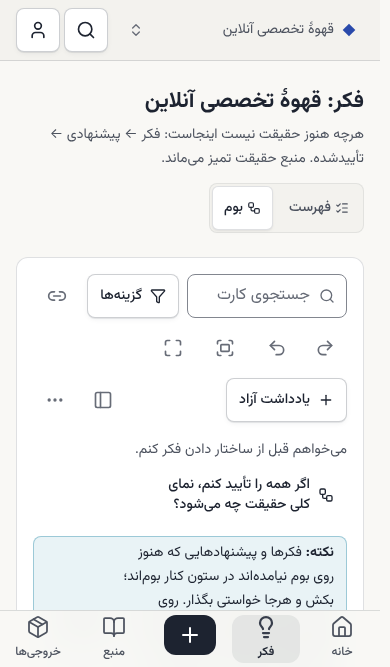 قهوهٔ تخصصی آنلاین
فکر: قهوهٔ تخصصی آنلاین
هرچه هنوز حقیقت نیست اینجاست: فکر ← پیشنهادی ←
تأییدشده. منبع حقیقت تمیز می‌ماند.
فهرست
بوم
جستجوی کارت
گزینه‌ها
یادداشت آزاد
می‌خواهم قبل از ساختار دادن فکر کنم.
اگر همه را تأیید کنم، نمای
کلی حقیقت چه می‌شود؟
نکته: فکرها و پیشنهادهایی که هنوز
روی بوم نیامده‌اند در ستون کنار بوم‌اند؛
بکش و هرجا خواستی بگذار. روی
خانه
فکر
منبع
خروجی‌ها